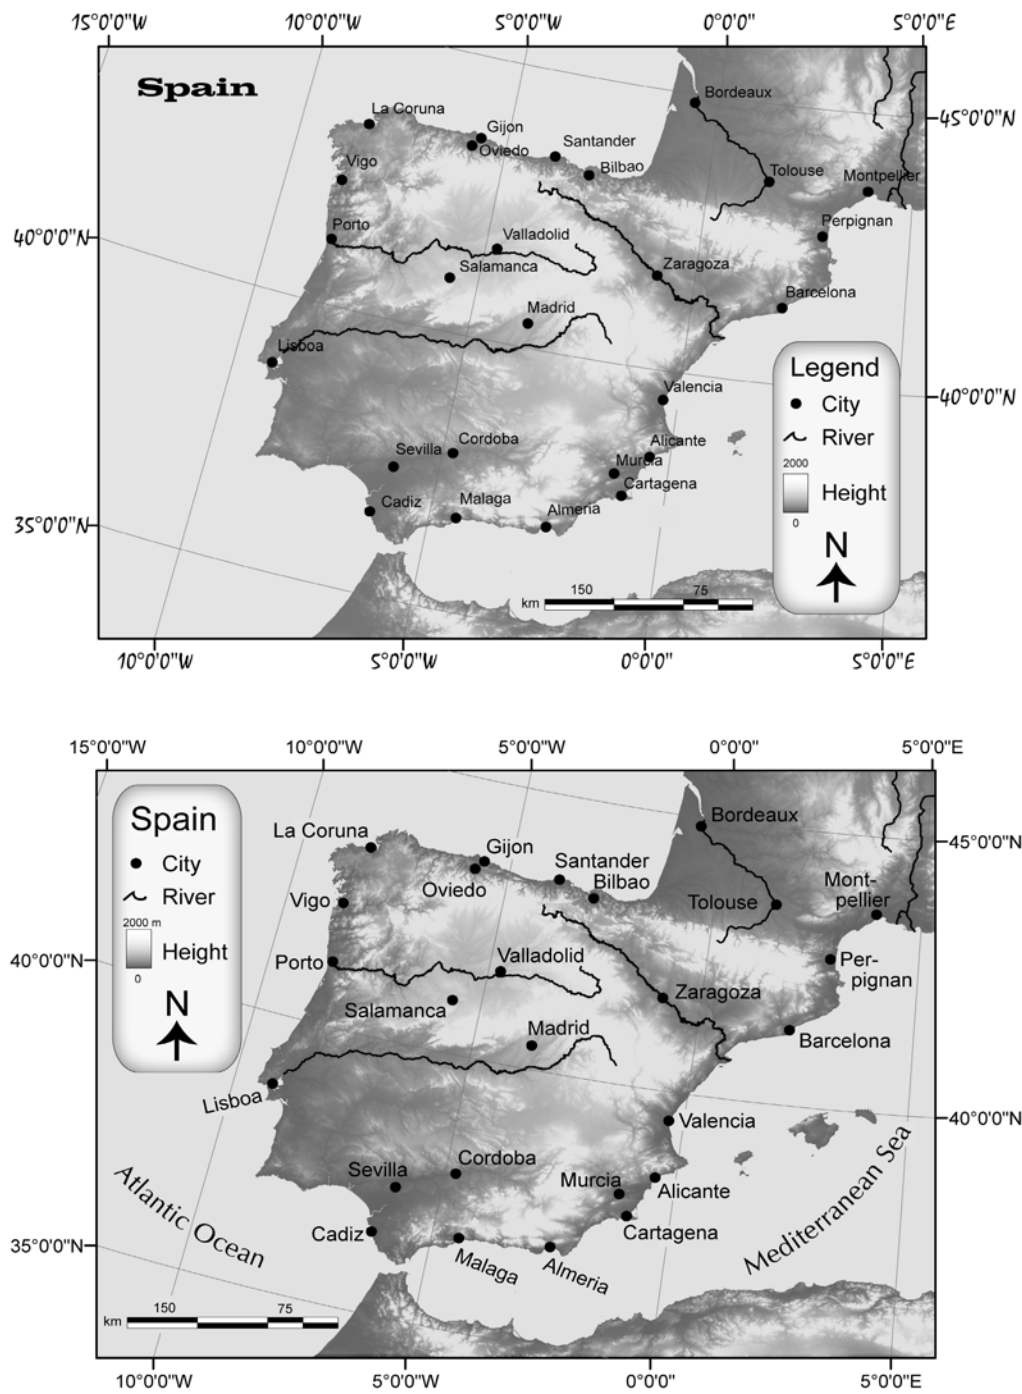 15°0'0"W 10°0'0"W 5°0'0"W 0°0'0" 5°0'0"E
Spain
Bordeaux
La Coruna
45°0'0"N
Gijon
Santander
Oviedo
Vigo
Bilbao
Tolouse
Montpellier
Perpignan
Porto
40°0'0"N
Valladolid
Salamanca
Zaragoza
Barcelona
Madrid
Lisboa
Legend
Valencia
40°0'0"N
City
Sevilla
Cordoba
Alicante
River
Murcia
2000
Cartagena
Height
Cadiz
Malaga
Almeria
0
35°0'0"N
N
km 150 75
10°0'0"W 5°0'0"W 0°0'0" 5°0'0"E
15°0'0"W 10°0'0"W 5°0'0"W 0°0'0" 5°0'0"E
Spain
Bordeaux
La Coruna
45°0'0"N
Gijon
City
Santander
Oviedo
Bilbao
Mont-
pellier
River
Vigo
Tolouse
2000 m
Height
0
40°0'0"N
Porto
Valladolid
Per-
pignan
Salamanca
Zaragoza
N
Madrid
Barcelona
Lisboa
Valencia
40°0'0"N
Sevilla
Cordoba
Murcia
Alicante
Atlantic Ocean
Mediterranean Sea
Cadiz
Cartagena
35°0'0"N
Malaga
Almeria
km 150 75
10°0'0"W 5°0'0"W 0°0'0" 5°0'0"E